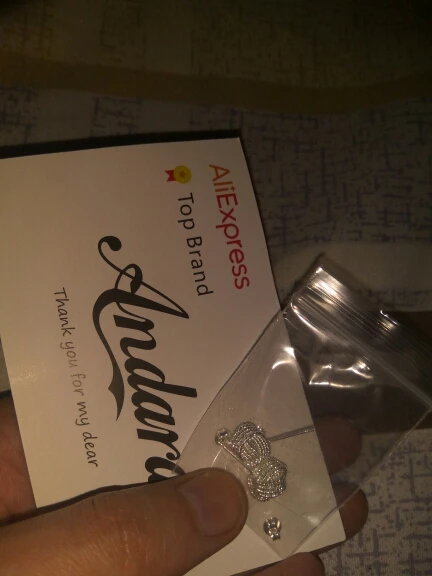 AliExpress
Top Brand
Andara
Thank you for my dear